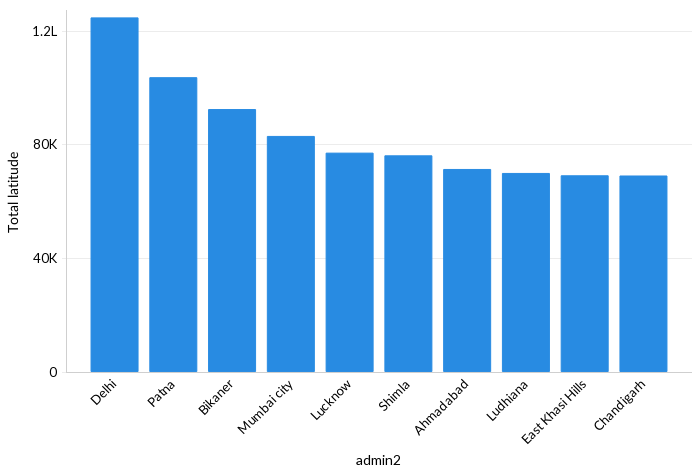 1.2L
80K
40K
0
Total latitude
Delhi
Patna
Bikaner
Mumbai city
Lucknow
Shimla
Ahmadabad
Ludhiana
East Khasi Hills
Chandigarh
admin2